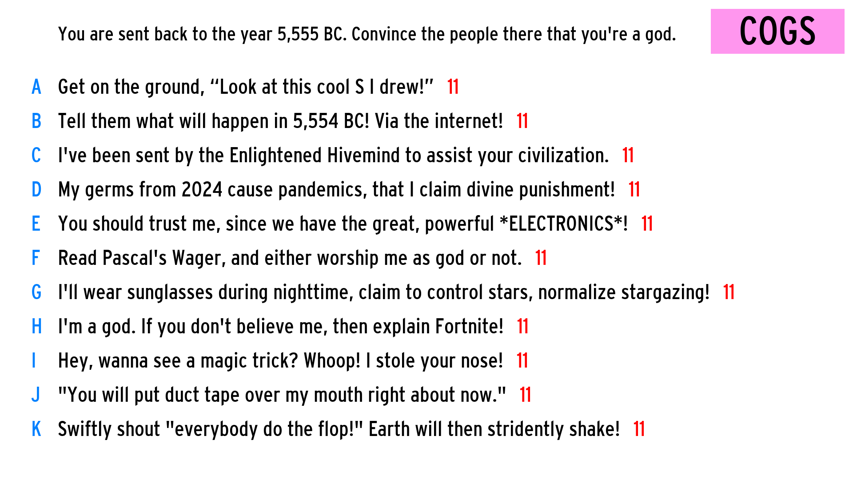 You are sent back to the year 5,555 BC. Convince the people there that you're a god.
COGS
A Get on the ground, “Look at this cool S I drew!” 11
B Tell them what will happen in 5,554 BC! Via the internet! 11
C I've been sent by the Enlightened Hivemind to assist your civilization. 11
D My germs from 2024 cause pandemics, that I claim divine punishment! 11
E You should trust me, since we have the great, powerful *ELECTRONICS*! 11
F Read Pascal's Wager, and either worship me as god or not. 11
G I'll wear sunglasses during nighttime, claim to control stars, normalize stargazing! 11
H I'm a god. If you don't believe me, then explain Fortnite! 11
I Hey, wanna see a magic trick? Whoop! I stole your nose! 11
J "You will put duct tape over my mouth right about now." 11
K Swiftly shout "everybody do the flop!" Earth will then stridently shake! 11